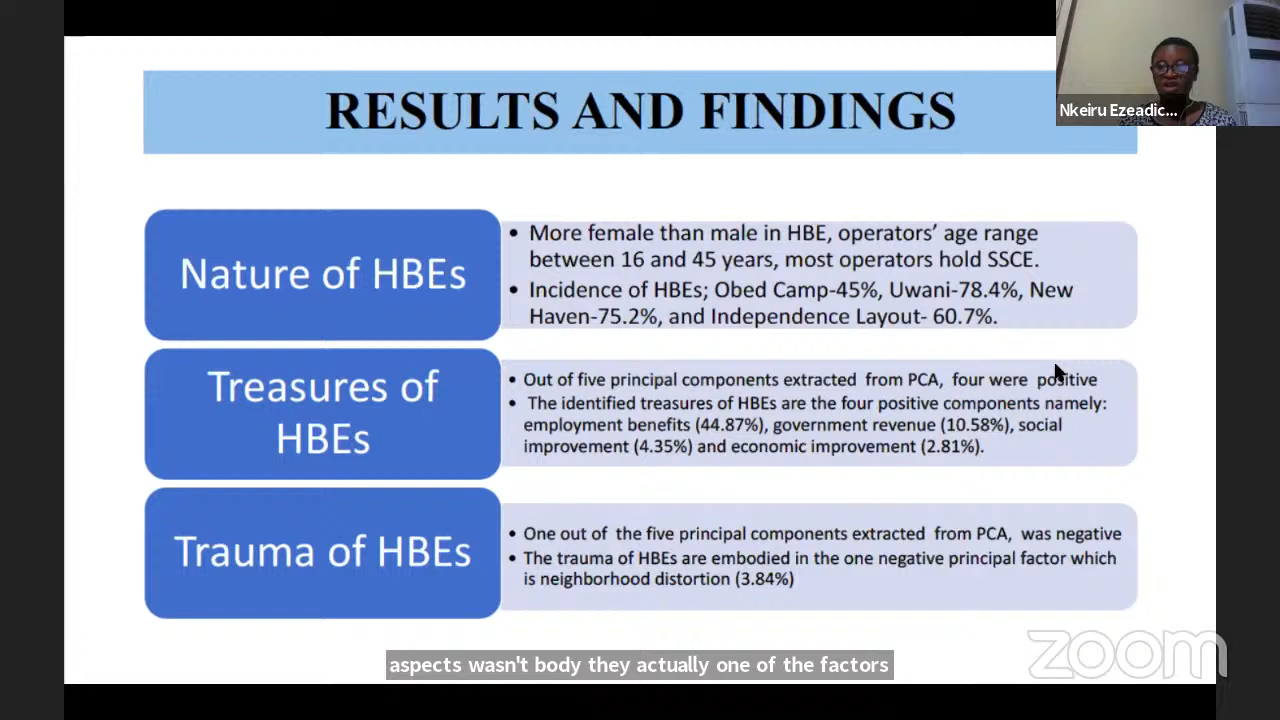 RESULTS AND FINDINGS
Nkeiru Ezeadic...
Nature of HBEs
• More female than male in HBE, operators’ age range
between 16 and 45 years, most operators hold SSCE.
• Incidence of HBEs; Obed Camp-45%, Uwani-78.4%, New
Haven-75.2%, and Independence Layout- 60.7%.
Treasures of
HBEs
• Out of five principal components extracted from PCA, four were positive
• The identified treasures of HBEs are the four positive components namely:
employment benefits (44.87%), government revenue (10.58%), social
improvement (4.35%) and economic improvement (2.81%).
Trauma of HBEs
• One out of the five principal components extracted from PCA, was negative
• The trauma of HBEs are embodied in the one negative principal factor which
is neighborhood distortion (3.84%)
zoom
aspects wasn't body they actually one of the factors